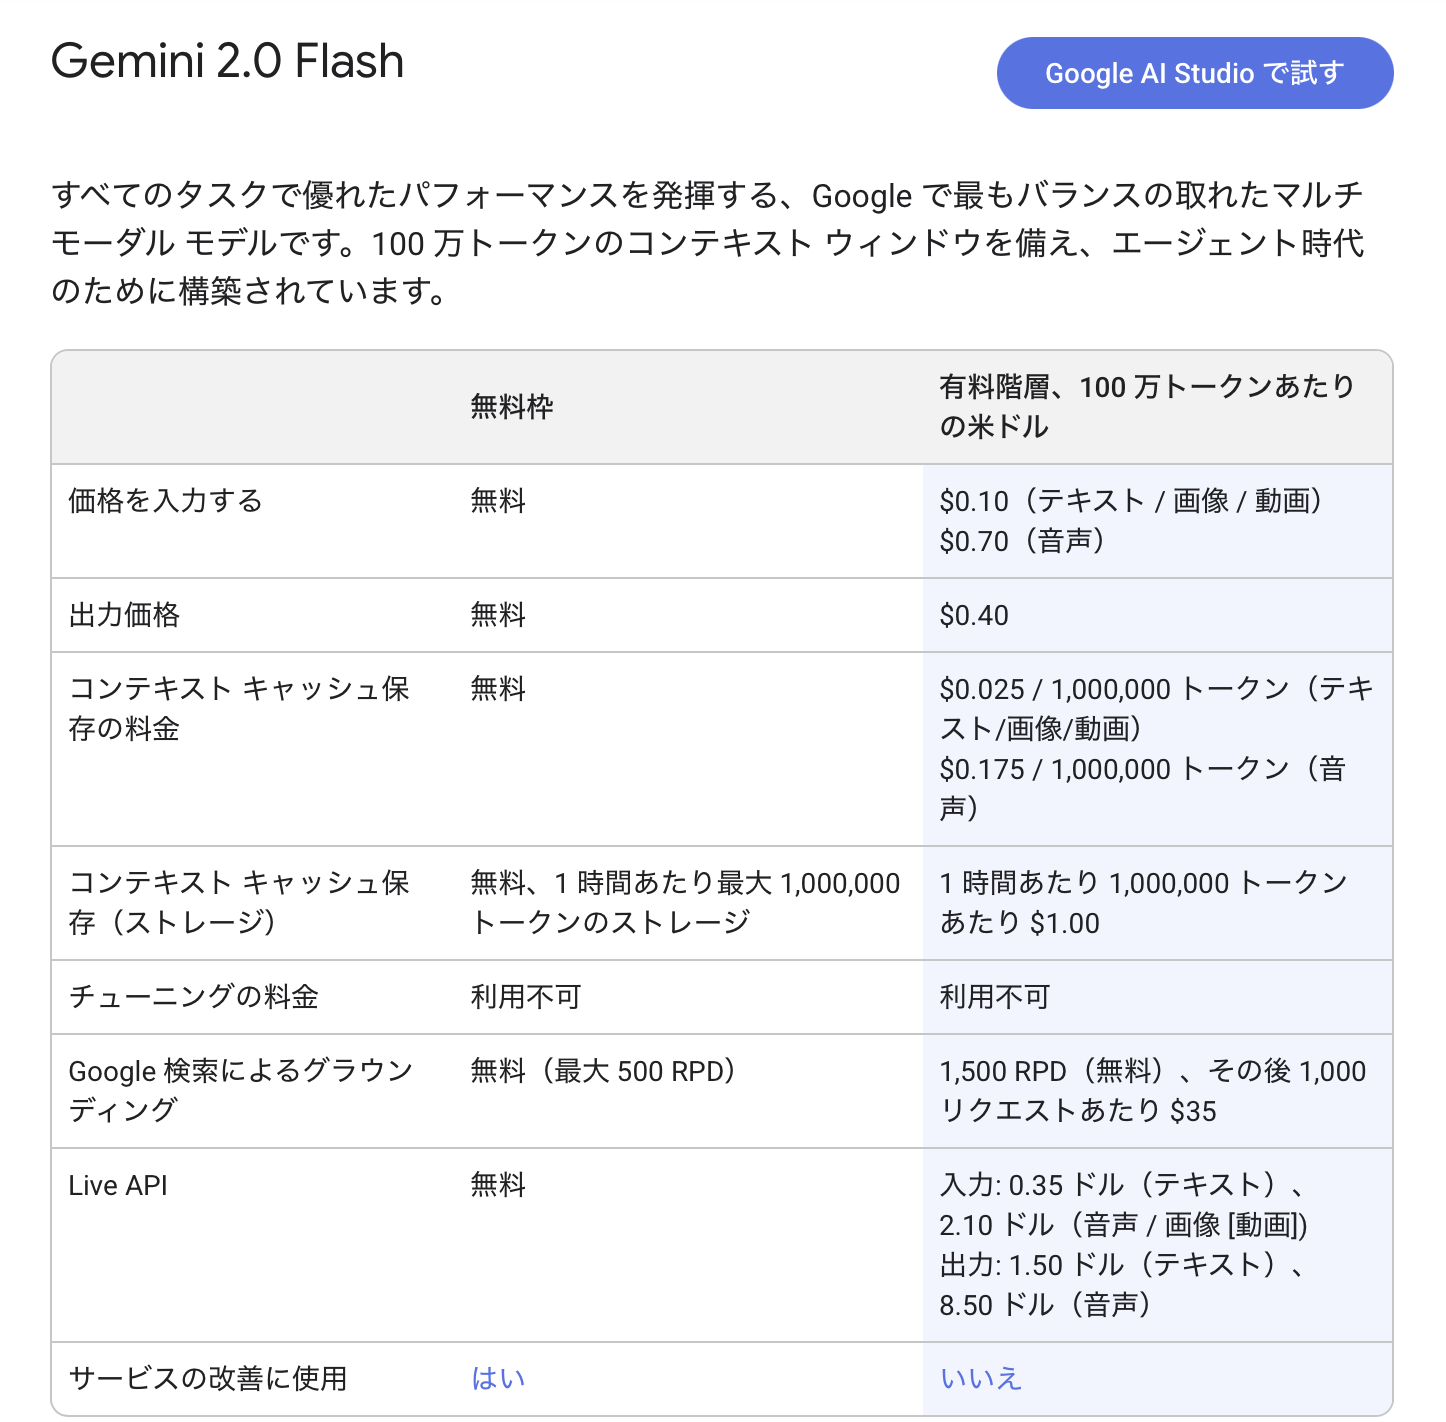 Gemini 2.0 Flash
Google AI Studio で試す
すべてのタスクで優れたパフォーマンスを発揮する、Google で最もバランスの取れたマルチ
モーダル モデルです。100 万トークンのコンテキスト ウィンドウを備え、エージェント時代
のために構築されています。
無料枠
有料階層、100 万トークンあたり
の米ドル
価格を入力する
無料
$0.10（テキスト / 画像 / 動画）
$0.70（音声）
出力価格
無料
$0.40
コンテキスト キャッシュ保
存の料金
無料
$0.025 / 1,000,000 トークン（テキ
スト/画像/動画）
$0.175 / 1,000,000 トークン（音
声）
コンテキスト キャッシュ保
存（ストレージ）
無料、1 時間あたり最大 1,000,000
トークンのストレージ
1 時間あたり 1,000,000 トークン
あたり $1.00
チューニングの料金
利用不可
利用不可
Google 検索によるグラウン
ディング
無料（最大 500 RPD）
1,500 RPD（無料）、その後 1,000
リクエストあたり $35
Live API
無料
入力: 0.35 ドル（テキスト）、
2.10 ドル（音声 / 画像 [動画])
出力: 1.50 ドル（テキスト）、
8.50 ドル（音声）
サービスの改善に使用
はい
いいえ